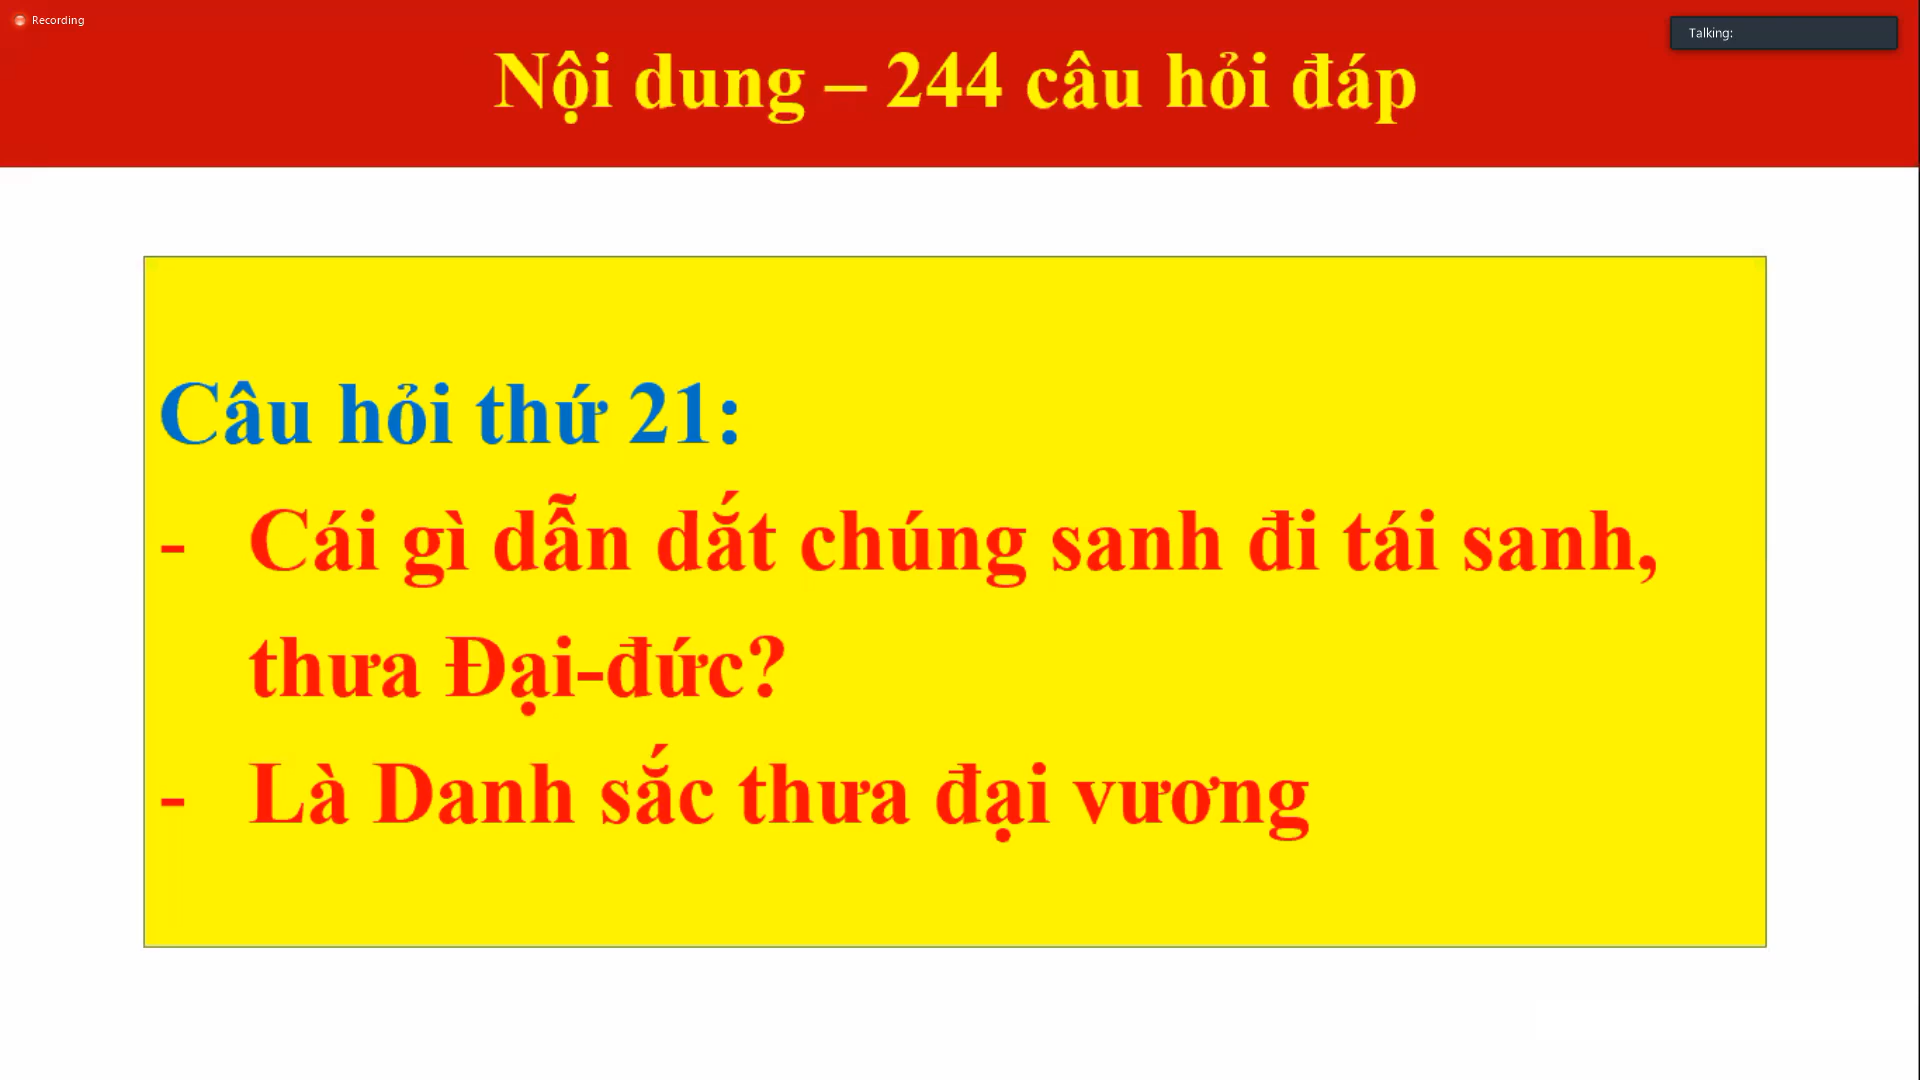 Recording
Talking:
Nội dung – 244 câu hỏi đáp
Câu hỏi thứ 21:
- Cái gì dẫn dắt chúng sanh đi tái sanh,
thưa Đại-đức?
- Là Danh sắc thưa đại vương